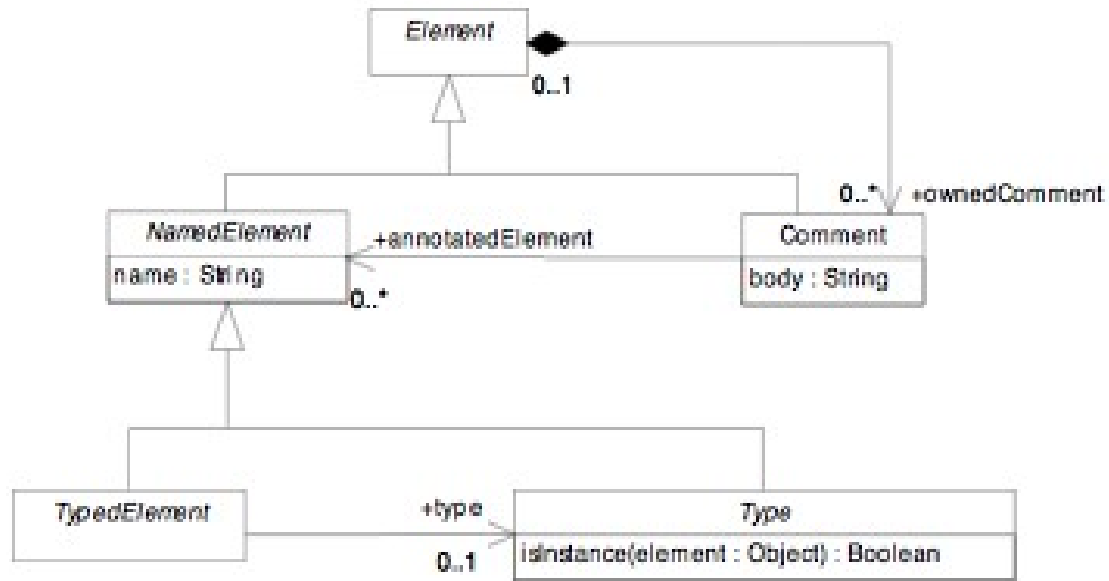 Element
0..1
0..*
+ownedComment
NamedElement
name : String
+annotatedElement
0..*
Comment
body : String
TypedElement
+type
0..1
Type
isInstance(element : Object) : Boolean